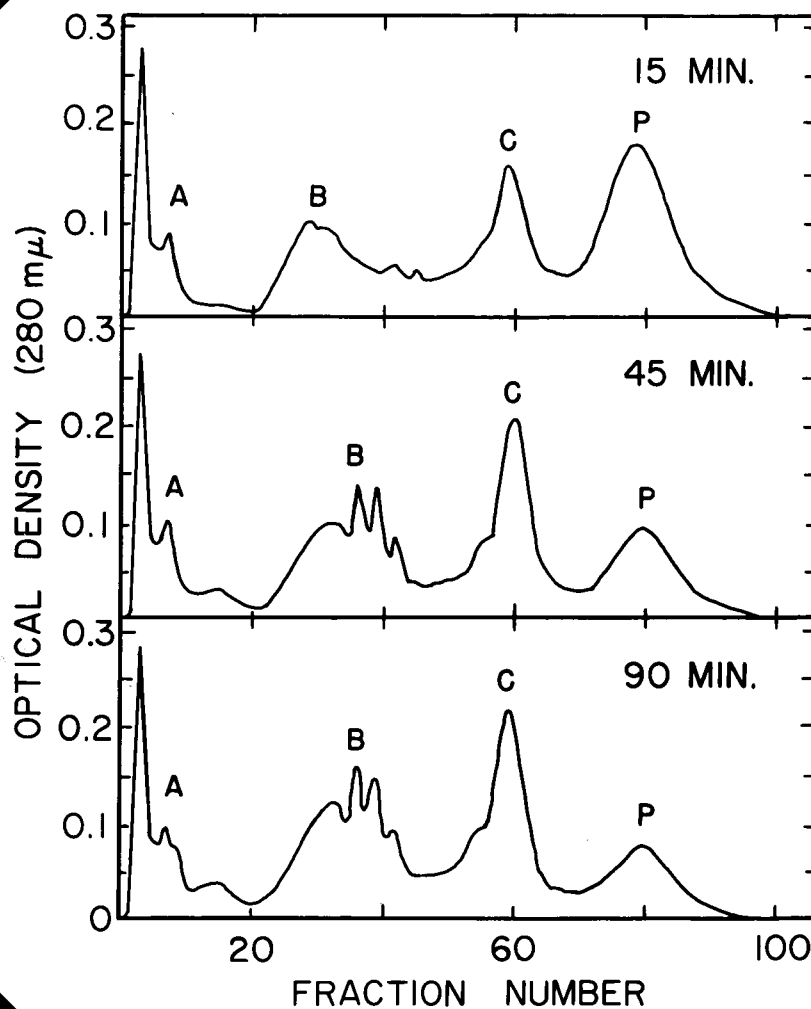 OPTICAL DENSITY (280 mμ)
0.3
0.2
0.1
15 MIN.
A
B
C
P
0.3
0.2
0.1
45 MIN.
A
B
C
P
0.3
0.2
0.1
0
90 MIN.
A
B
C
P
20
60
100
FRACTION NUMBER